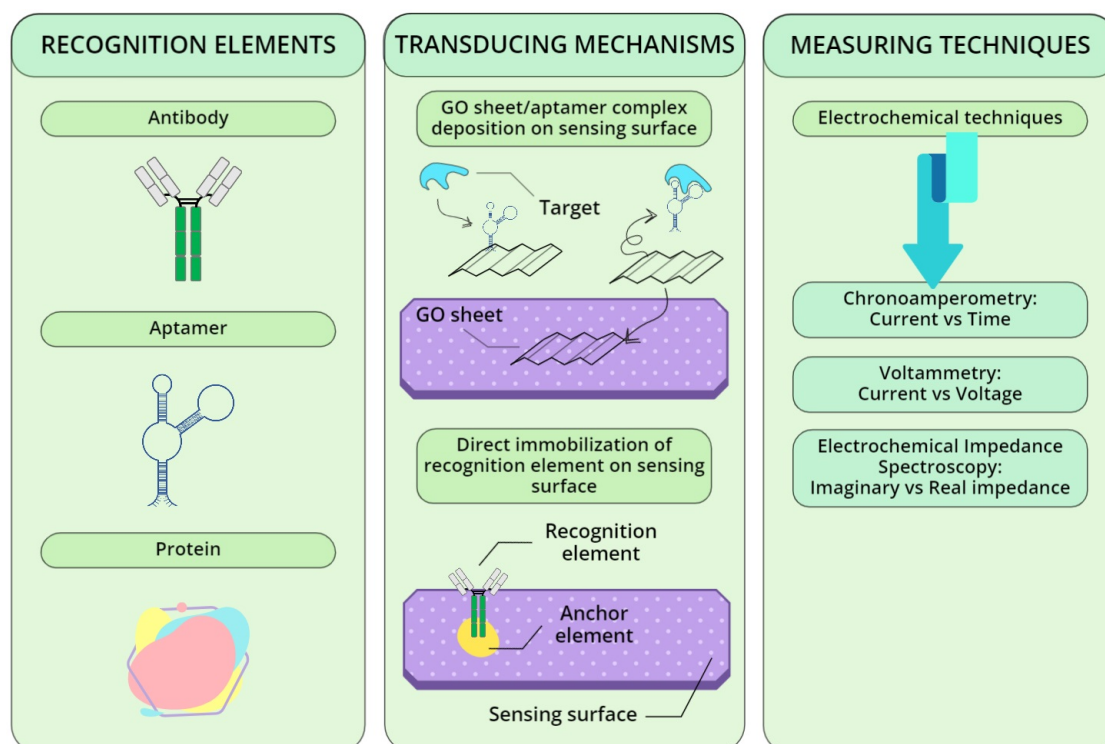 RECOGNITION ELEMENTS
Antibody
Aptamer
Protein
TRANSDUCING MECHANISMS
GO sheet/aptamer complex
deposition on sensing surface
Target
GO sheet
Direct immobilization of
recognition element on sensing
surface
Recognition
element
Anchor
element
Sensing surface
MEASURING TECHNIQUES
Electrochemical techniques
Chronoamperometry:
Current vs Time
Voltammetry:
Current vs Voltage
Electrochemical Impedance
Spectroscopy:
Imaginary vs Real impedance